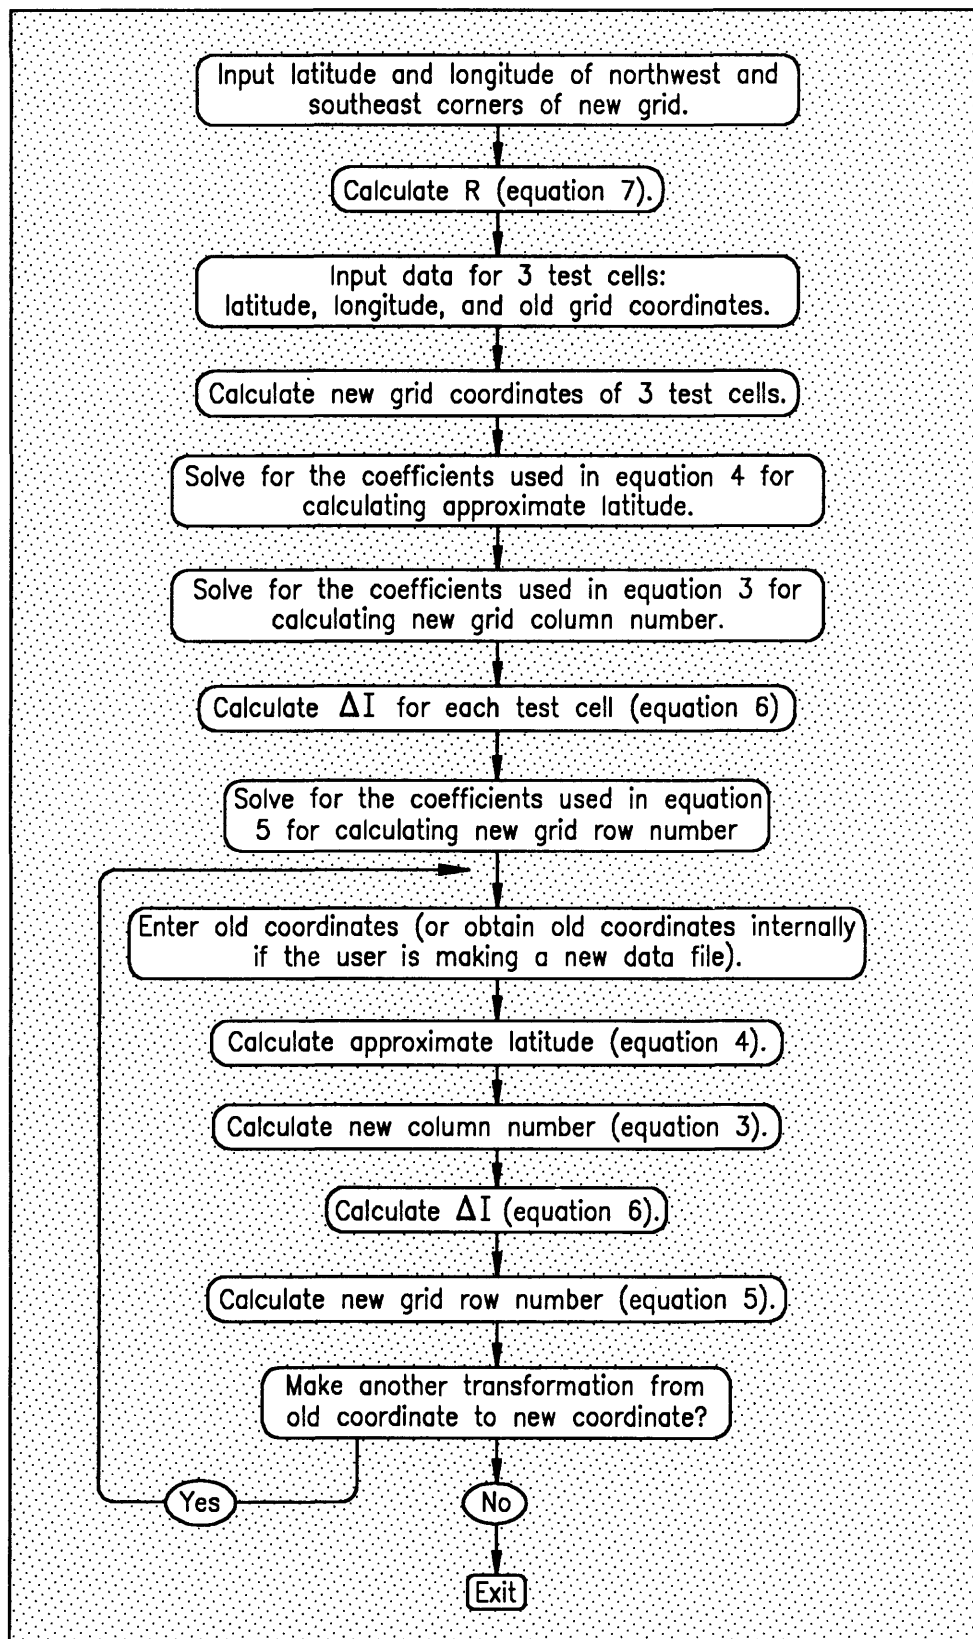 Input latitude and longitude of northwest and
southeast corners of new grid.
Calculate R (equation 7).
Input data for 3 test cells:
latitude, longitude, and old grid coordinates.
Calculate new grid coordinates of 3 test cells.
Solve for the coefficients used in equation 4 for
calculating approximate latitude.
Solve for the coefficients used in equation 3 for
calculating new grid column number.
Calculate ΔI for each test cell (equation 6)
Solve for the coefficients used in equation
5 for calculating new grid row number
Enter old coordinates (or obtain old coordinates internally
if the user is making a new data file).
Calculate approximate latitude (equation 4).
Calculate new column number (equation 3).
Calculate ΔI (equation 6).
Calculate new grid row number (equation 5).
Make another transformation from
old coordinate to new coordinate?
Yes
No
Exit